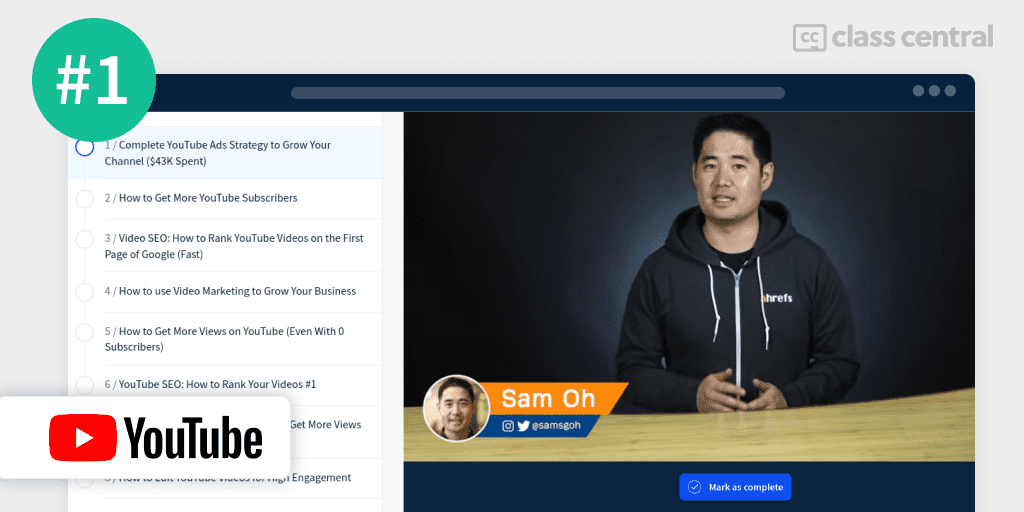 #1
class central
1 / Complete YouTube Ads Strategy to Grow Your
Channel ($43K Spent)
2 / How to Get More YouTube Subscribers
3 / Video SEO: How to Rank YouTube Videos on the First
Page of Google (Fast)
4 / How to use Video Marketing to Grow Your Business
5 / How to Get More Views on YouTube (Even With 0
Subscribers)
6 / YouTube SEO: How to Rank Your Videos #1
Get More Views
How to Edit YouTube Videos for High Engagement
YouTube
ahrefs
Sam Oh
@samsgoh
Mark as complete